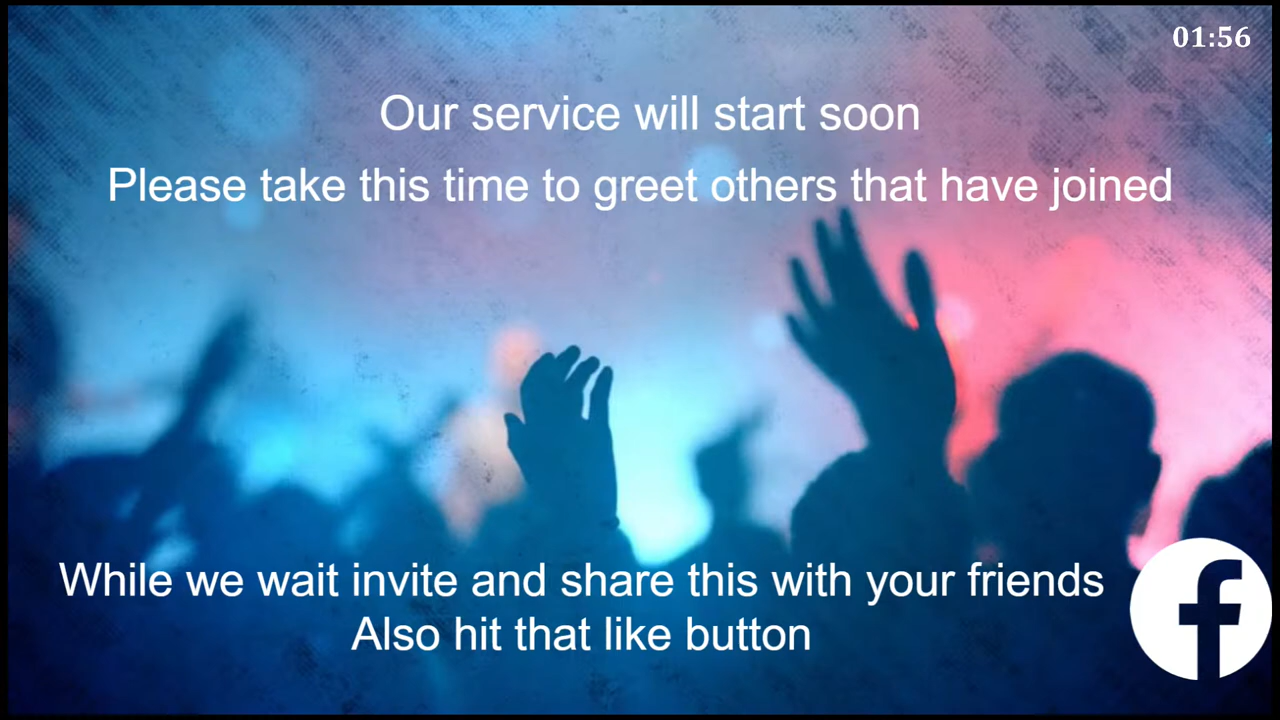 01:56
Our service will start soon
Please take this time to greet others that have joined
While we wait invite and share this with your friends
Also hit that like button